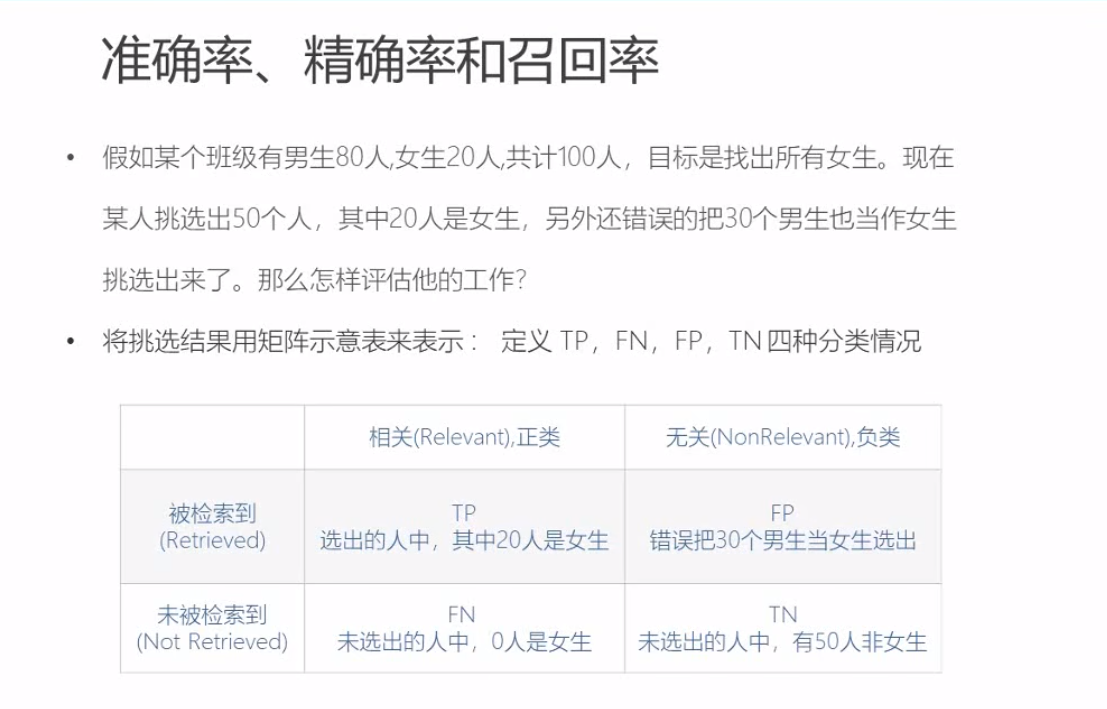 准确率、精确率和召回率
• 假如某个班级有男生80人,女生20人,共计100人，目标是找出所有女生。现在
某人挑选出50个人，其中20人是女生，另外还错误的把30个男生也当作女生
挑选出来了。那么怎样评估他的工作？
• 将挑选结果用矩阵示意表来表示： 定义 TP，FN，FP，TN四种分类情况
相关(Relevant),正类
无关(NonRelevant),负类
被检索到
(Retrieved)
TP
选出的人中，其中20人是女生
FP
错误把30个男生当女生选出
未被检索到
(Not Retrieved)
FN
未选出的人中，0人是女生
TN
未选出的人中，有50人非女生